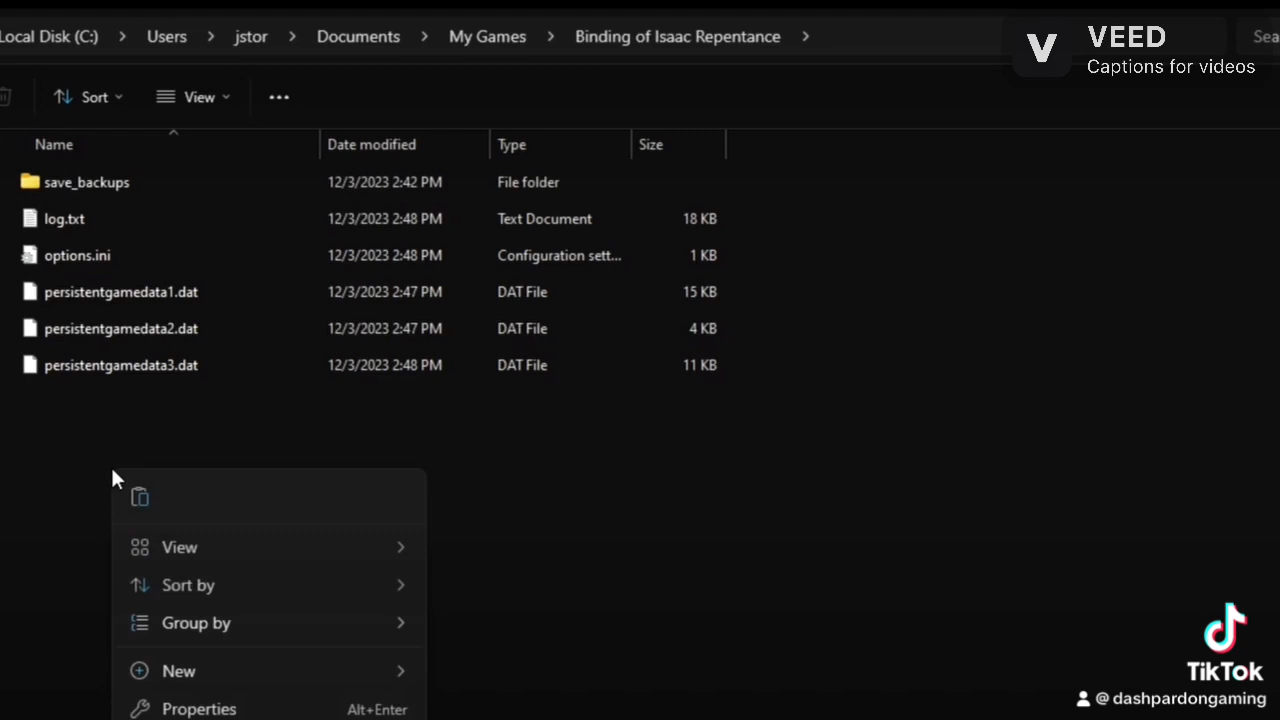 Local Disk (C:) > Users > jstor > Documents > My Games > Binding of Isaac Repentance >
Sea
VEED
Captions for videos
Sort
View
Name Date modified Type Size
save_backups 12/3/2023 2:42 PM File folder
log.txt 12/3/2023 2:48 PM Text Document 18 KB
options.ini 12/3/2023 2:48 PM Configuration sett... 1 KB
persistentgamedata1.dat 12/3/2023 2:47 PM DAT File 15 KB
persistentgamedata2.dat 12/3/2023 2:47 PM DAT File 4 KB
persistentgamedata3.dat 12/3/2023 2:48 PM DAT File 11 KB
View
Sort by
Group by
New
Properties Alt+Enter
TikTok
@dashpardongaming